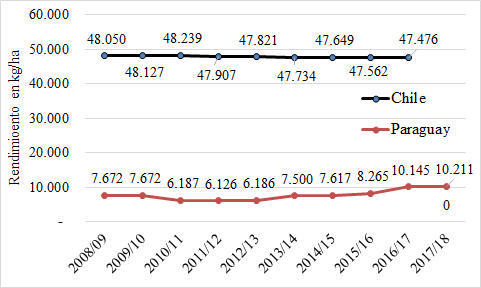 60.000
50.000
40.000
30.000
20.000
10.000
-
Rendimioento en kg/ha
48.050 48.239 47.821 47.649 47.476
48.127 47.907 47.734 47.562
Chile
Paraguay
7.672 7.672 6.187 6.126 6.186 7.500 7.617 8.265 10.145 10.211
0
2008/09 2009/10 2010/11 2011/12 2012/13 2013/14 2014/15 2015/16 2016/17 2017/18